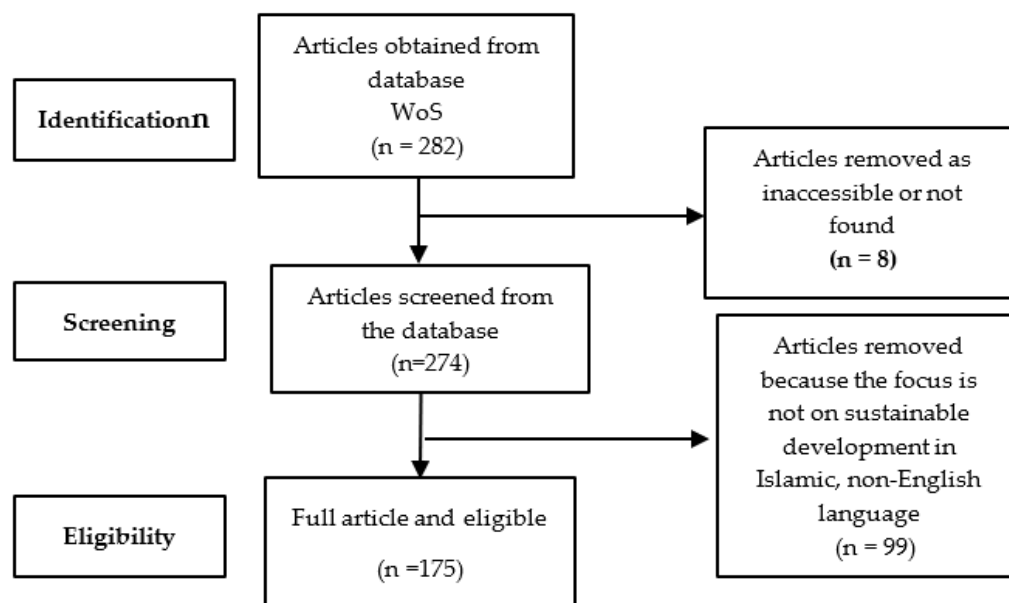 Articles obtained from
database
WoS
(n = 282)
Identificationn
Articles removed as
inaccessible or not
found
(n = 8)
Articles screened from
the database
(n=274)
Screening
Articles removed
because the focus is
not on sustainable
development in
Islamic, non-English
language
(n = 99)
Full article and eligible
(n =175)
Eligibility